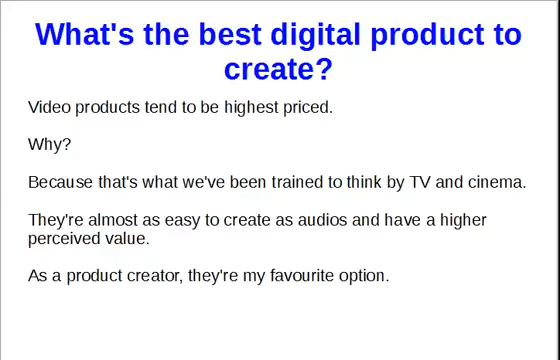 What's the best digital product to
create?
Video products tend to be highest priced.
Why?
Because that's what we've been trained to think by TV and cinema.
They're almost as easy to create as audios and have a higher
perceived value.
As a product creator, they're my favourite option.